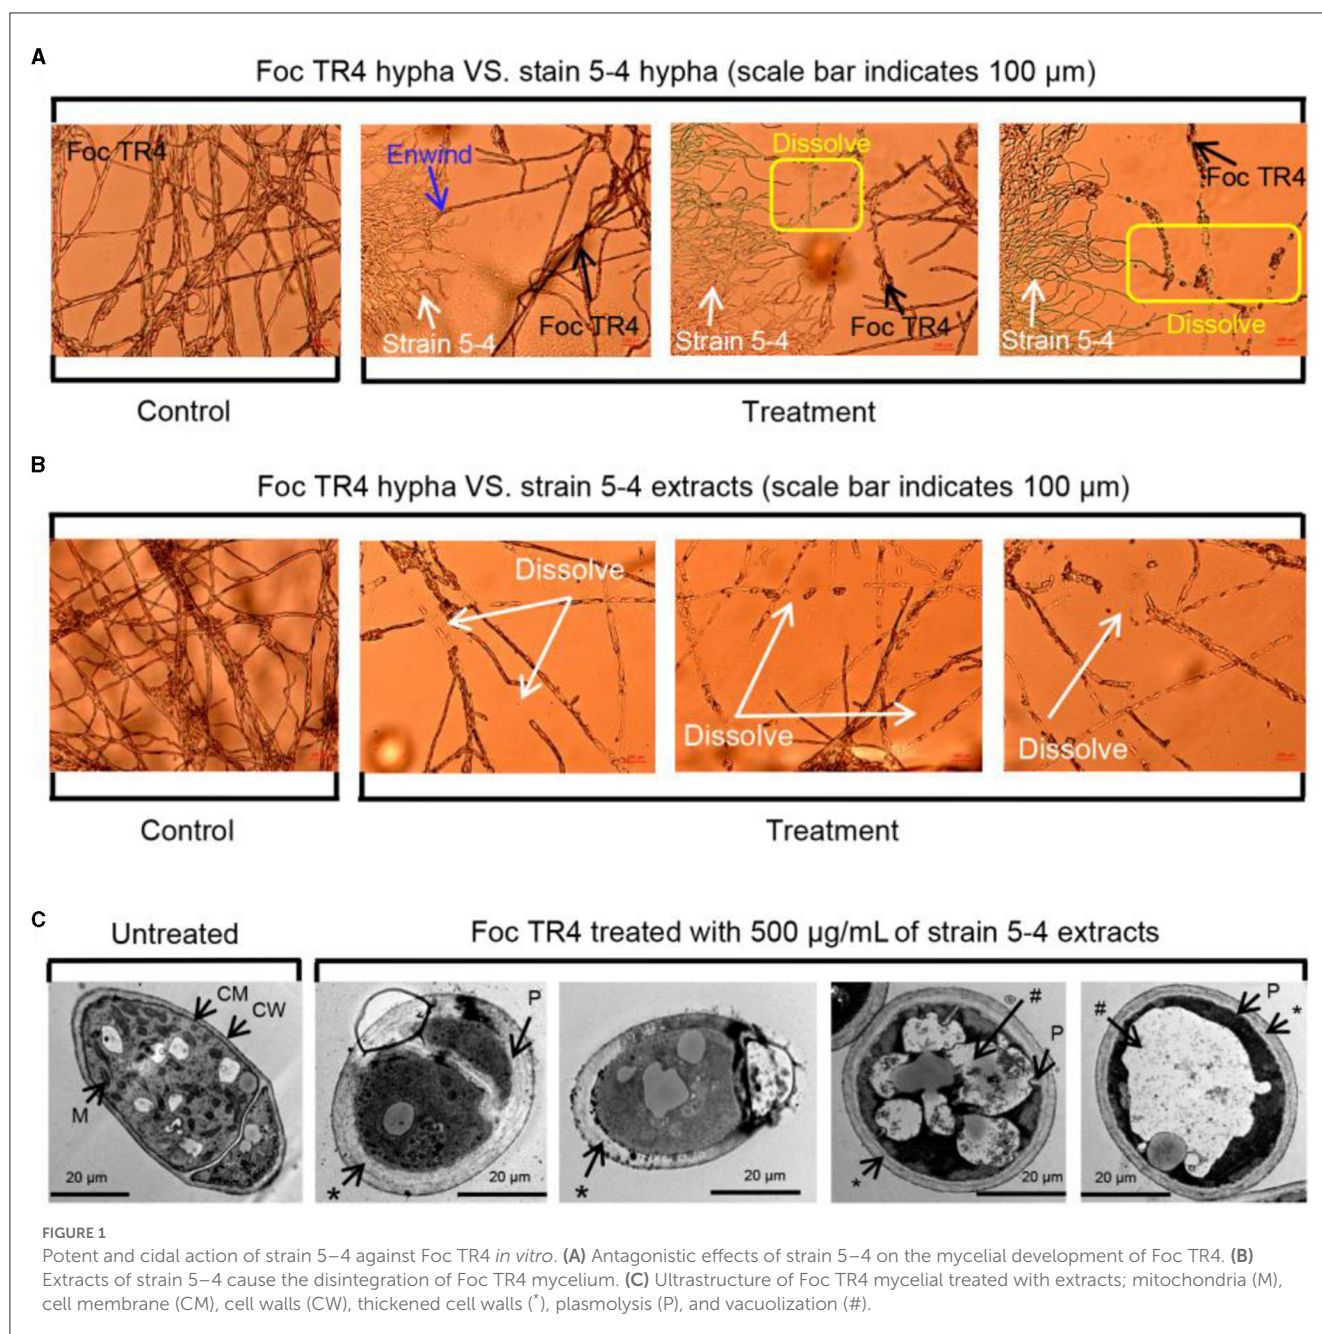 A
Foc TR4 hypha VS. stain 5-4 hypha (scale bar indicates 100 µm)
Foc TR4
Enwind
Strain 5-4
Foc TR4
Dissolve
Strain 5-4
Foc TR4
Foc TR4
Strain 5-4
Dissolve
Control
Treatment
B
Foc TR4 hypha VS. strain 5-4 extracts (scale bar indicates 100 µm)
Dissolve
Dissolve
Dissolve
Control
Treatment
C
Untreated
Foc TR4 treated with 500 µg/mL of strain 5-4 extracts
CM
CW
M
20 µm
P
*
20 µm
*
20 µm
#
P
*
20 µm
#
P
*
20 µm
FIGURE 1
Potent and cidal action of strain 5–4 against Foc TR4 in vitro. (A) Antagonistic effects of strain 5–4 on the mycelial development of Foc TR4. (B)
Extracts of strain 5–4 cause the disintegration of Foc TR4 mycelium. (C) Ultrastructure of Foc TR4 mycelial treated with extracts; mitochondria (M),
cell membrane (CM), cell walls (CW), thickened cell walls (*), plasmolysis (P), and vacuolization (#).